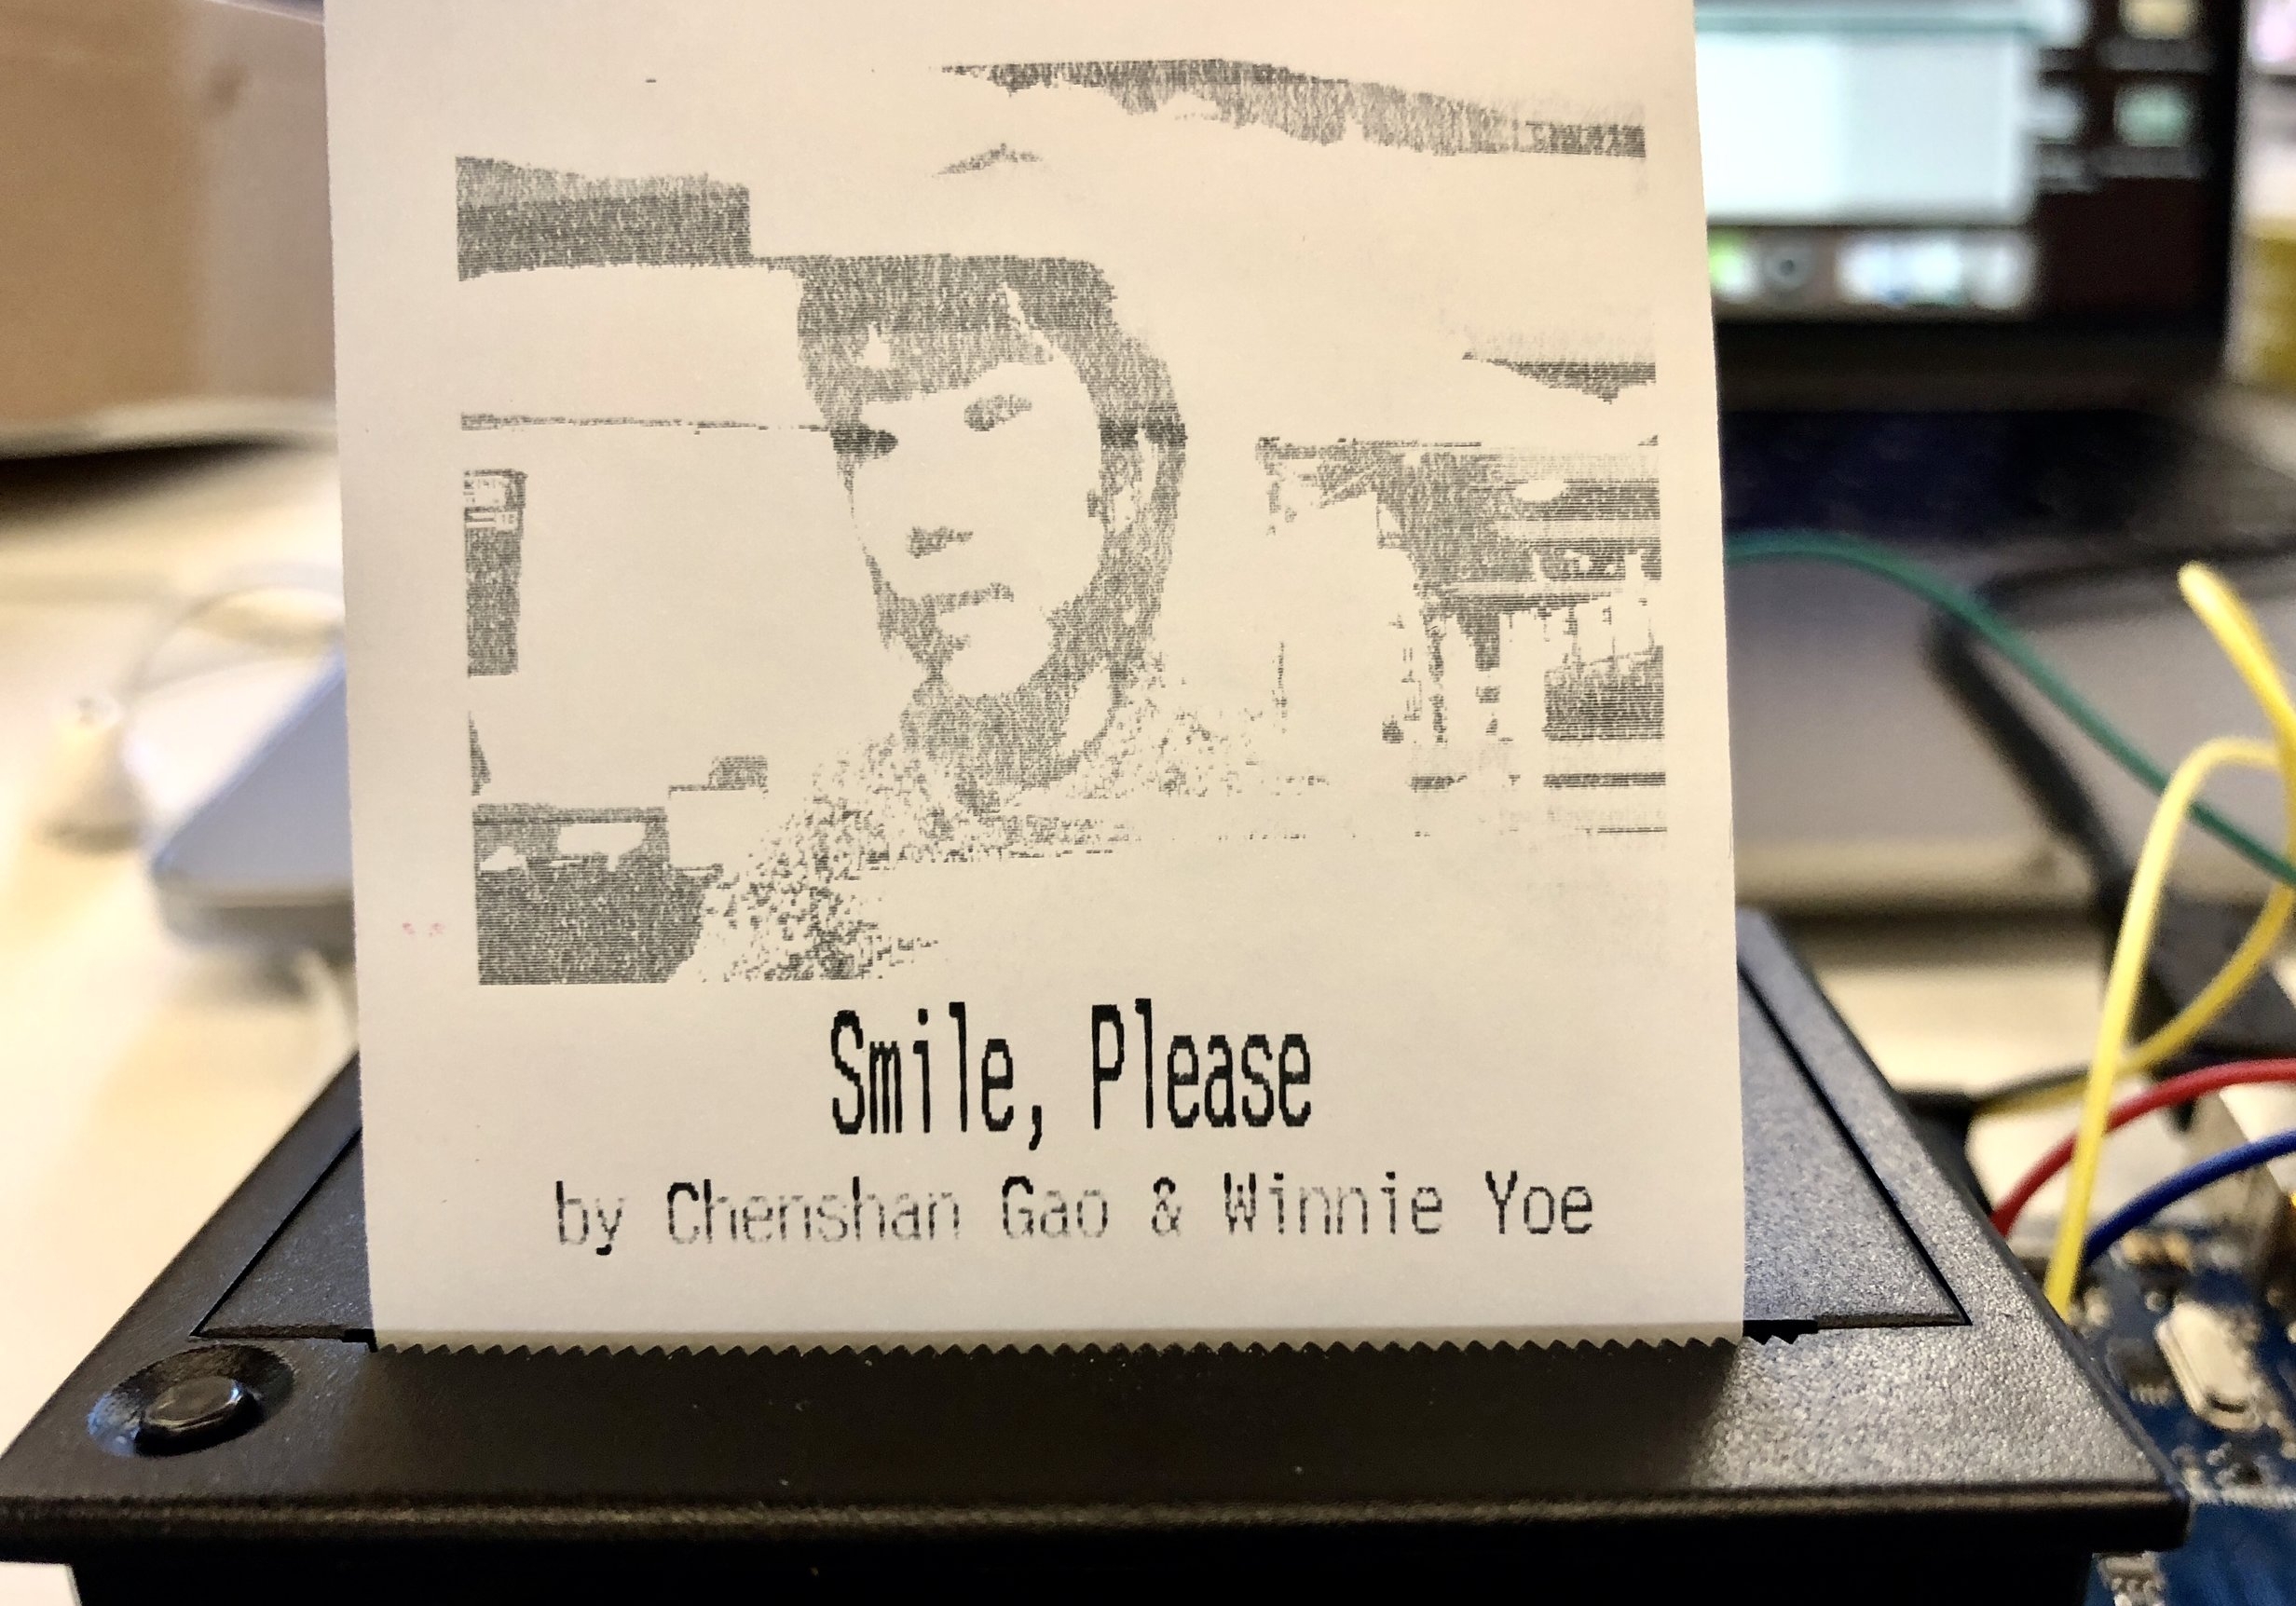 Smile, Please
by Chenshan Gao & Winnie Yoe